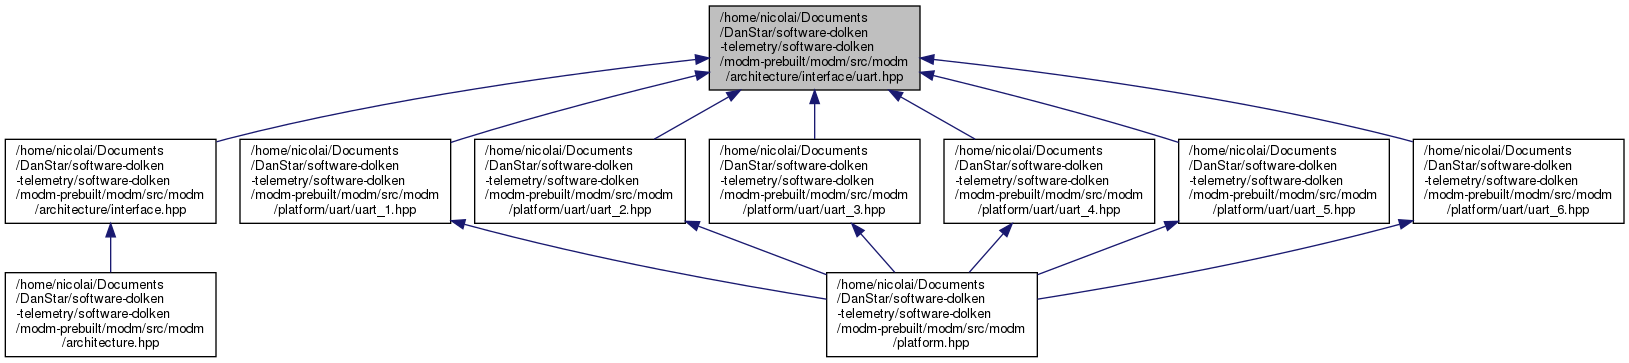 /home/nicolai/Documents
/DanStar/software-dolken
-telemetry/software-dolken
/modm-prebuilt/modm/src/modm
/architecture/interface/uart.hpp
/home/nicolai/Documents
/DanStar/software-dolken
-telemetry/software-dolken
/modm-prebuilt/modm/src/modm
/architecture/interface.hpp
/home/nicolai/Documents
/DanStar/software-dolken
-telemetry/software-dolken
/modm-prebuilt/modm/src/modm
/platform/uart/uart_1.hpp
/home/nicolai/Documents
/DanStar/software-dolken
-telemetry/software-dolken
/modm-prebuilt/modm/src/modm
/platform/uart/uart_2.hpp
/home/nicolai/Documents
/DanStar/software-dolken
-telemetry/software-dolken
/modm-prebuilt/modm/src/modm
/platform/uart/uart_3.hpp
/home/nicolai/Documents
/DanStar/software-dolken
-telemetry/software-dolken
/modm-prebuilt/modm/src/modm
/platform/uart/uart_4.hpp
/home/nicolai/Documents
/DanStar/software-dolken
-telemetry/software-dolken
/modm-prebuilt/modm/src/modm
/platform/uart/uart_5.hpp
/home/nicolai/Documents
/DanStar/software-dolken
-telemetry/software-dolken
/modm-prebuilt/modm/src/modm
/platform/uart/uart_6.hpp
/home/nicolai/Documents
/DanStar/software-dolken
-telemetry/software-dolken
/modm-prebuilt/modm/src/modm
/architecture.hpp
/home/nicolai/Documents
/DanStar/software-dolken
-telemetry/software-dolken
/modm-prebuilt/modm/src/modm
/platform.hpp